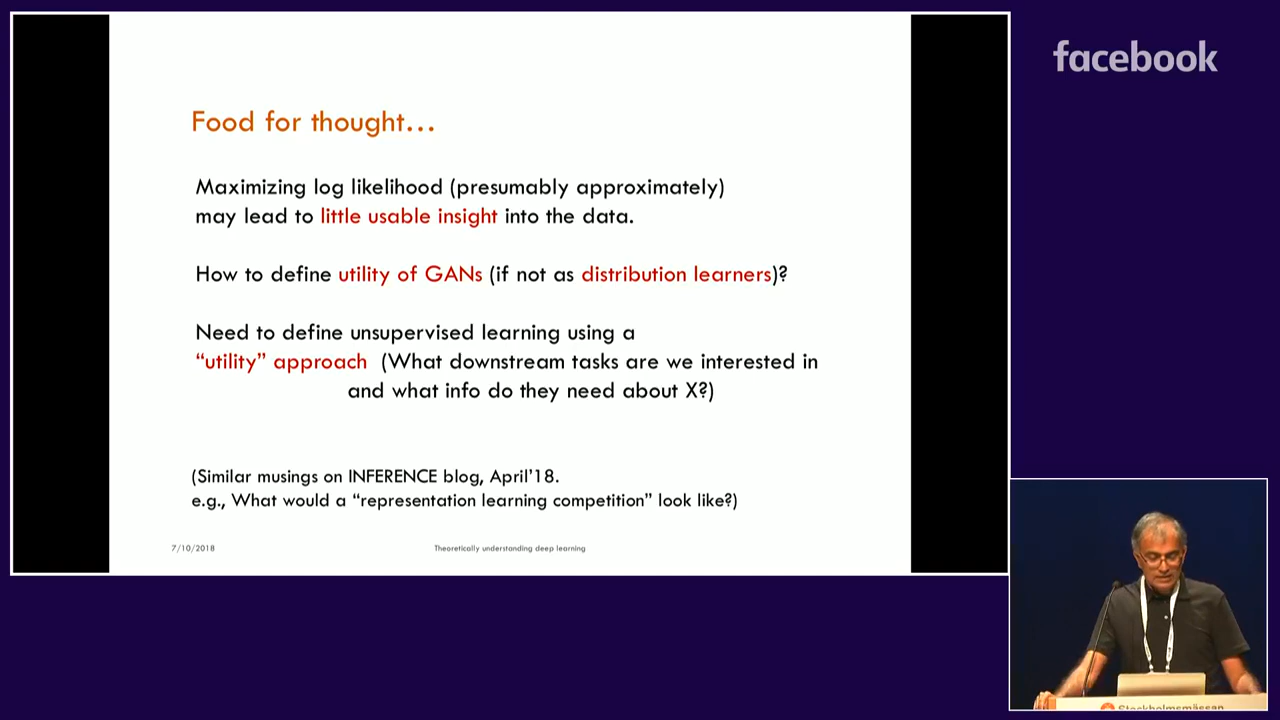 facebook
Food for thought…
Maximizing log likelihood (presumably approximately)
may lead to little usable insight into the data.
How to define utility of GANs (if not as distribution learners)?
Need to define unsupervised learning using a
“utility” approach (What downstream tasks are we interested in
and what info do they need about X?)
(Similar musings on INFERENCE blog, April’18.
e.g., What would a “representation learning competition” look like?)
7/10/2018
Theoretically understanding deep learning
Stockholmsmässan